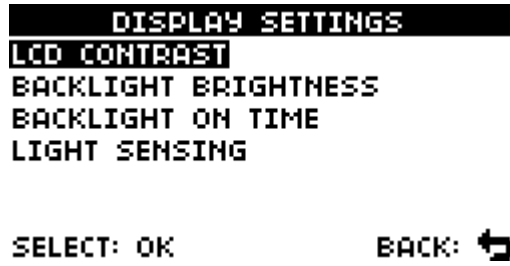 DISPLAY SETTINGS
LCD CONTRAST
BACKLIGHT BRIGHTNESS
BACKLIGHT ON TIME
LIGHT SENSING
SELECT: OK BACK: